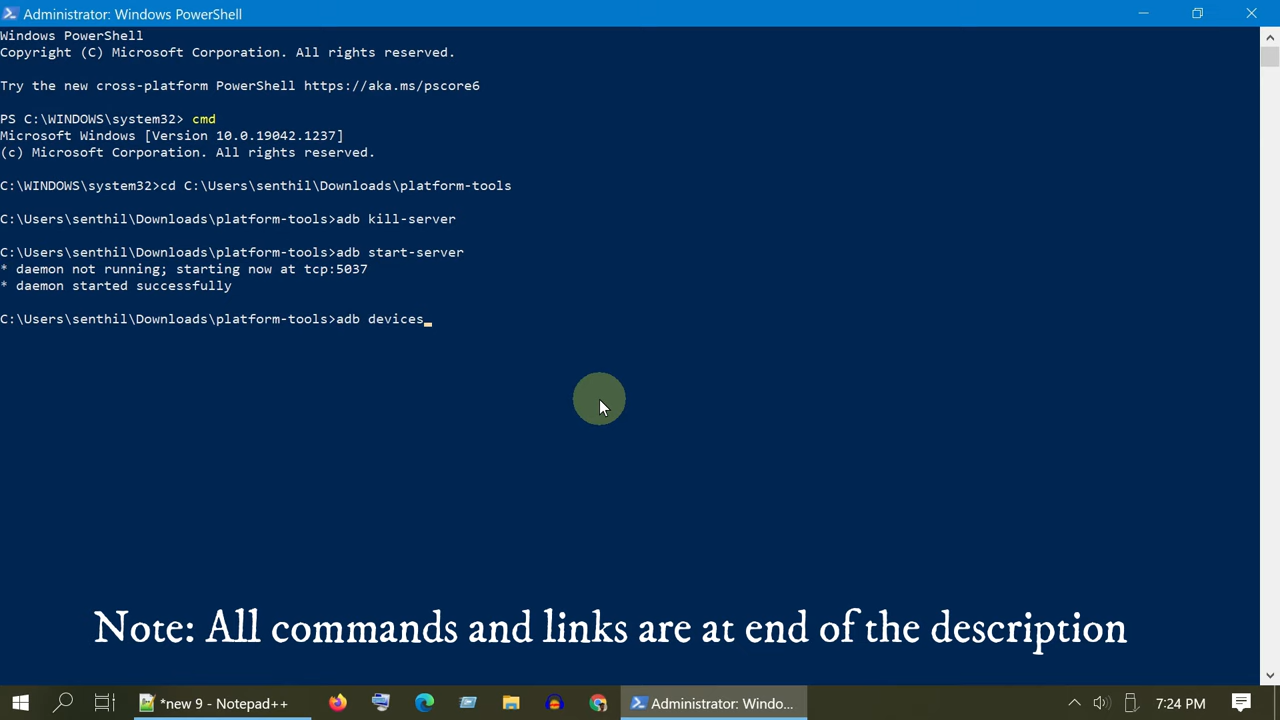 Administrator: Windows PowerShell
Windows PowerShell
Copyright (C) Microsoft Corporation. All rights reserved.
Try the new cross-platform PowerShell https://aka.ms/pscore6
PS C:\WINDOWS\system32> cmd
Microsoft Windows [Version 10.0.19042.1237]
(c) Microsoft Corporation. All rights reserved.
C:\WINDOWS\system32>cd C:\Users\senthil\Downloads\platform-tools
C:\Users\senthil\Downloads\platform-tools>adb kill-server
C:\Users\senthil\Downloads\platform-tools>adb start-server
* daemon not running; starting now at tcp:5037
* daemon started successfully
C:\Users\senthil\Downloads\platform-tools>adb devices
Note: All commands and links are at end of the description
*new 9 - Notepad++
Administrator: Windo...
7:24 PM